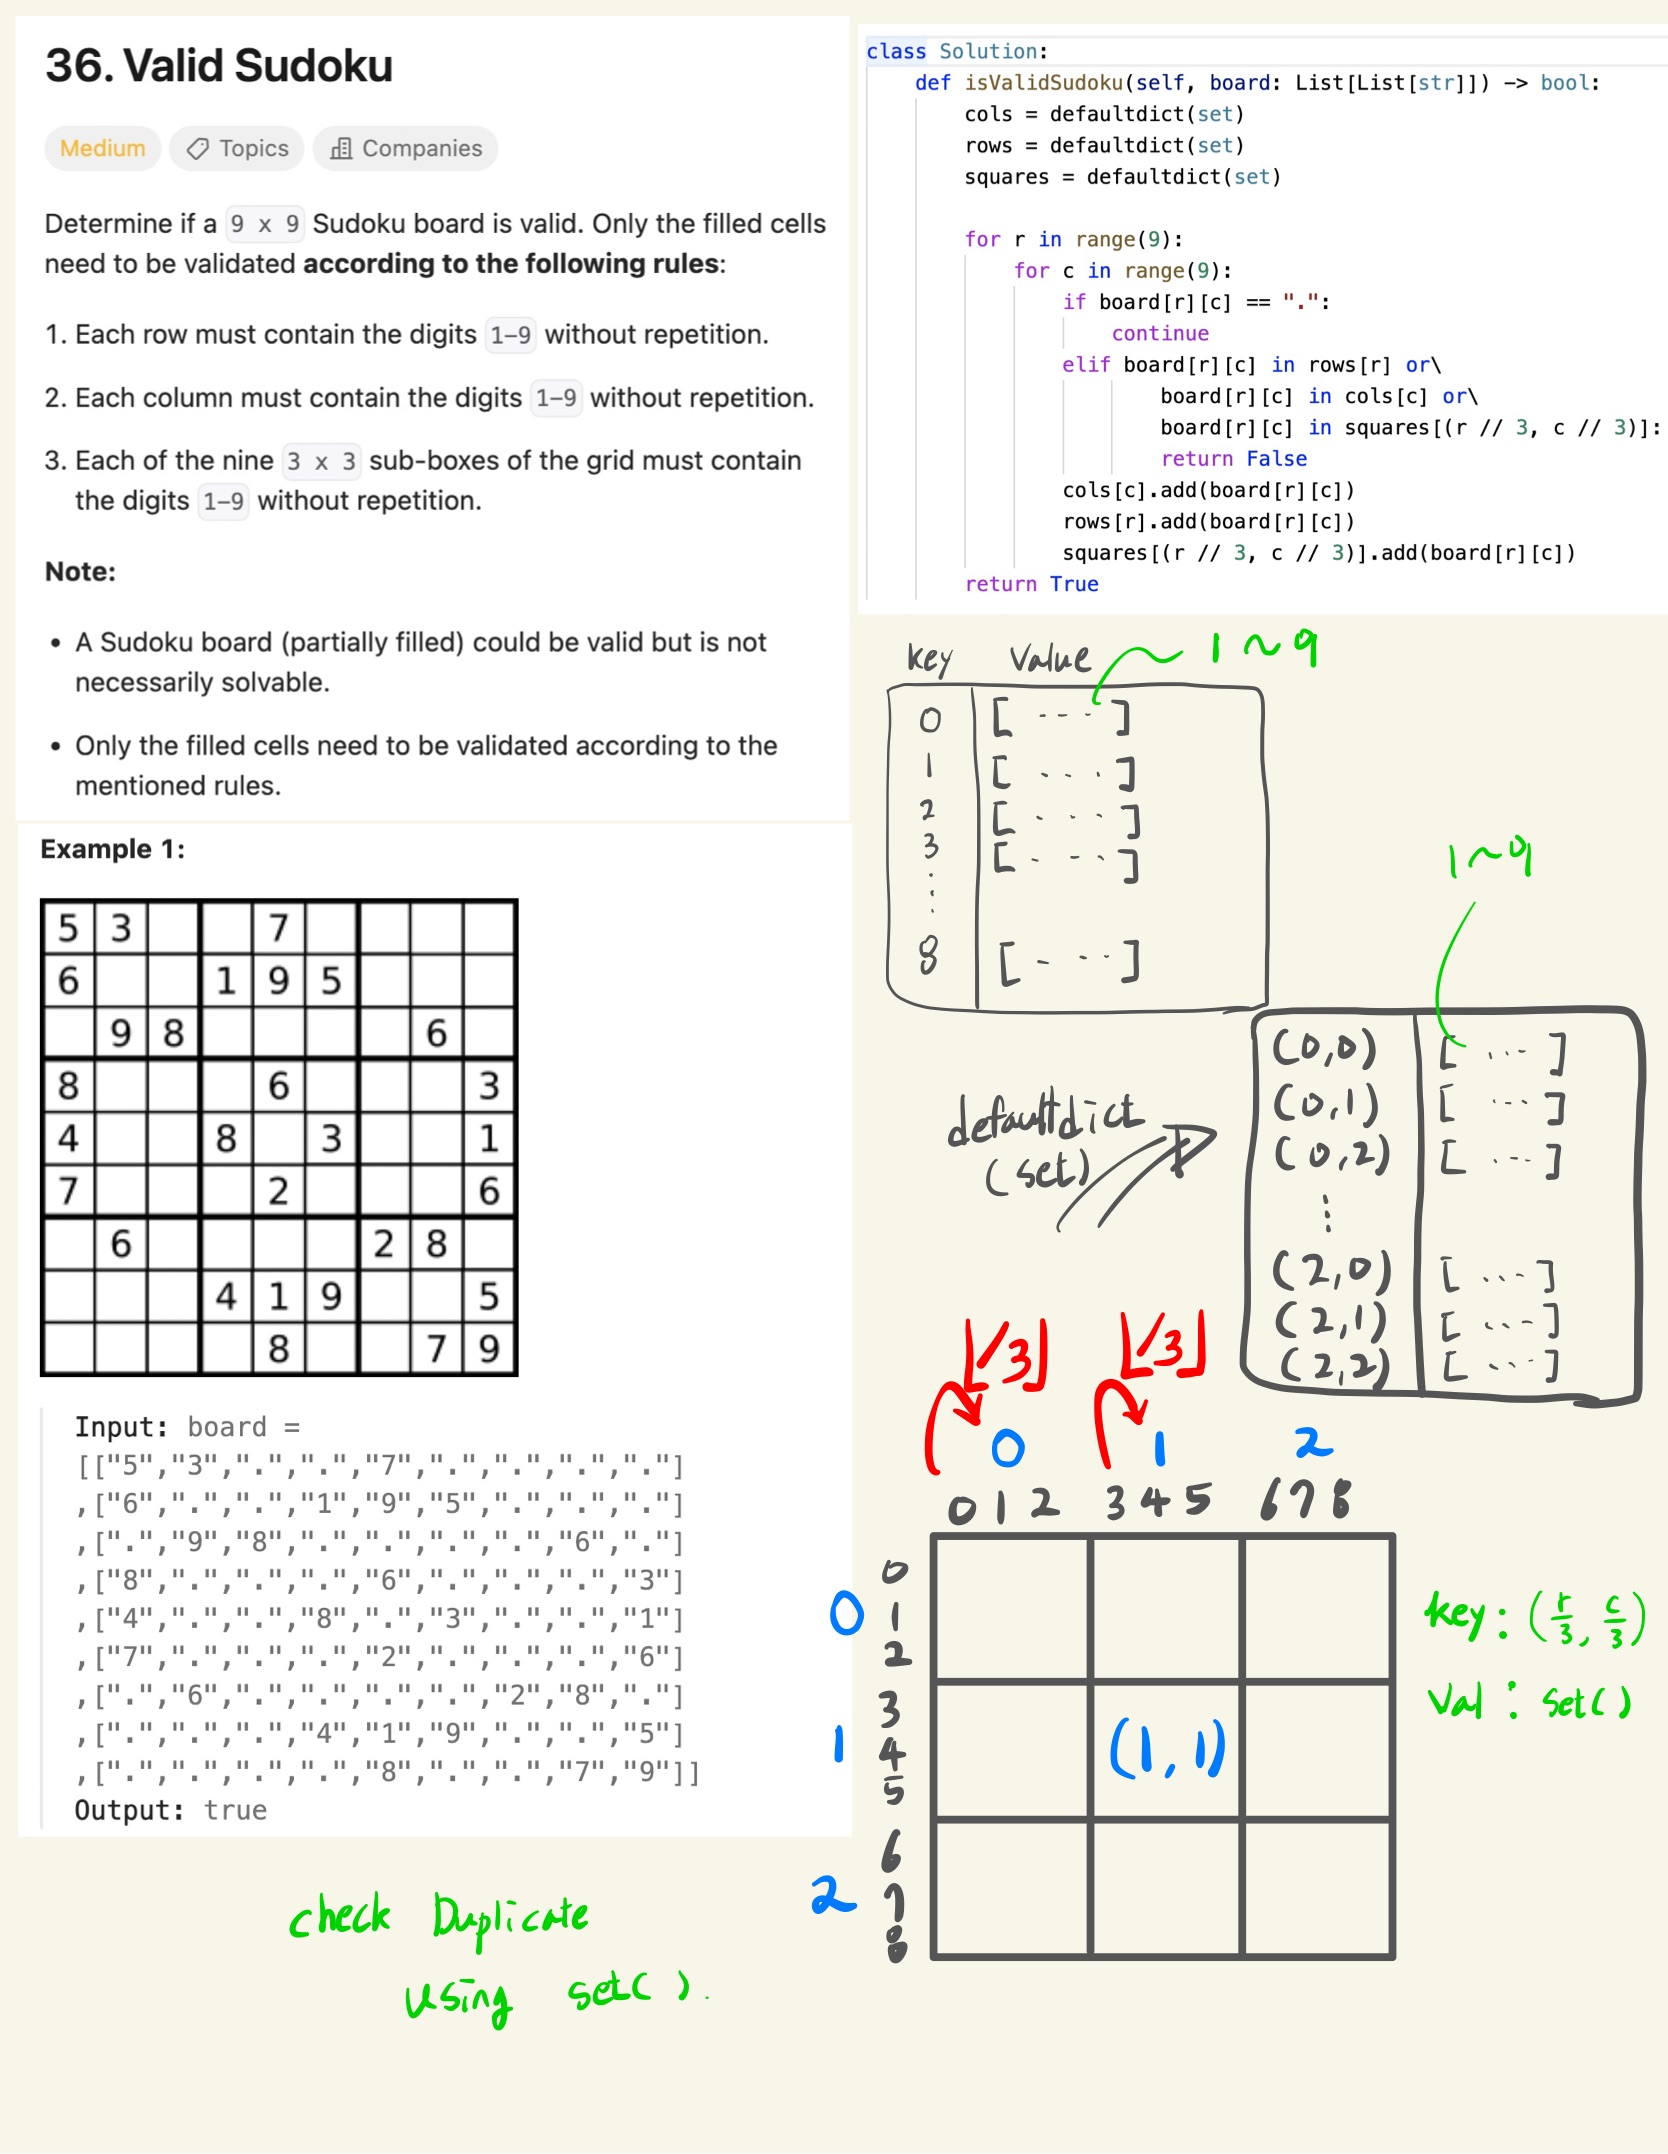 36. Valid Sudoku
Medium Topics Companies
Determine if a 9 x 9 Sudoku board is valid. Only the filled cells
need to be validated according to the following rules:
1. Each row must contain the digits 1-9 without repetition.
2. Each column must contain the digits 1-9 without repetition.
3. Each of the nine 3 x 3 sub-boxes of the grid must contain
the digits 1-9 without repetition.
Note:
• A Sudoku board (partially filled) could be valid but is not
necessarily solvable.
• Only the filled cells need to be validated according to the
mentioned rules.
Example 1:
5 3 7
6 1 9 5
9 8 6
8 6 3
4 8 3 1
7 2 6
6 2 8
4 1 9 5
8 7 9
Input: board =
[["5","3",".",".","7",".",".",".","."]
,["6",".",".","1","9","5",".",".","."]
,[".","9","8",".",".",".",".","6","."]
,["8",".",".",".","6",".",".",".","3"]
,["4",".",".","8",".","3",".",".","1"]
,["7",".",".",".","2",".",".",".","6"]
,[".","6",".",".",".",".","2","8","."]
,[".",".",".","4","1","9",".",".","5"]
,[".",".",".",".","8",".",".","7","9"]]
Output: true
check Duplicate
using set().
class Solution:
def isValidSudoku(self, board: List[List[str]]) -> bool:
cols = defaultdict(set)
rows = defaultdict(set)
squares = defaultdict(set)
for r in range(9):
for c in range(9):
if board[r][c] == ".":
continue
elif board[r][c] in rows[r] or\
board[r][c] in cols[c] or\
board[r][c] in squares[(r // 3, c // 3)]:
return False
cols[c].add(board[r][c])
rows[r].add(board[r][c])
squares[(r // 3, c // 3)].add(board[r][c])
return True
key Value 1~9
0 [ --- ]
1 [ ... ]
2 [ ... ]
3 [ ... ]
⋮
8 [ ... ]
1~9
(0,0) [ ... ]
(0,1) [ ... ]
(0,2) [ ... ]
⋮
(2,0) [ ... ]
(2,1) [ ... ]
(2,2) [ ... ]
defaultdict
(set)
⌊/3⌋ ⌊/3⌋
0 1 2
0 1 2 3 4 5 6 7 8
0
0 1
2
3
1 4 (1,1)
5
6
2 7
8
key: (r/3, c/3)
Val: set()